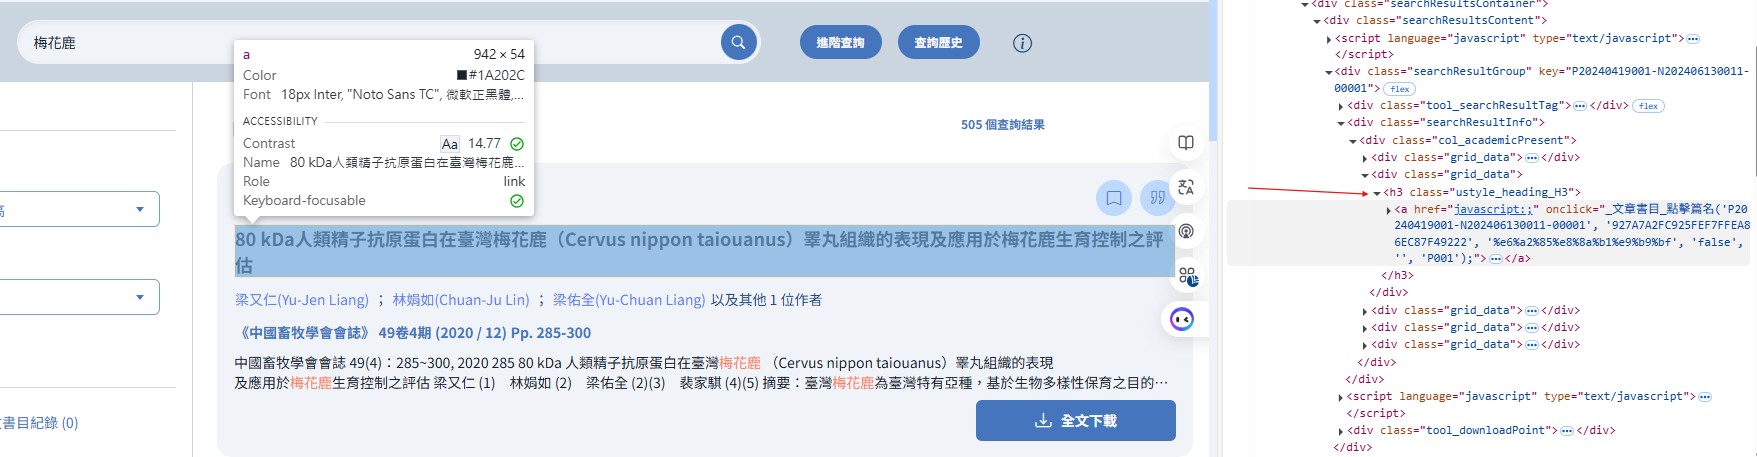 梅花鹿
進階查詢
查詢歷史
a 942 × 54
Color #1A202C
Font 18px Inter, "Noto Sans TC", 微軟正黑體,...
ACCESSIBILITY
Contrast Aa 14.77
Name 80 kDa人類精子抗原蛋白在臺灣梅花鹿...
Role link
Keyboard-focusable
505 個查詢結果
80 kDa人類精子抗原蛋白在臺灣梅花鹿（Cervus nippon taiouanus）睪丸組織的表現及應用於梅花鹿生育控制之評
估
梁又仁(Yu-Jen Liang) ； 林娟如(Chuan-Ju Lin) ； 梁佑全(Yu-Chuan Liang) 以及其他 1 位作者
《中國畜牧學會會誌》 49卷4期 (2020 / 12) Pp. 285-300
中國畜牧學會會誌 49(4)：285~300, 2020 285 80 kDa 人類精子抗原蛋白在臺灣梅花鹿 （Cervus nippon taiouanus）睪丸組織的表現
及應用於梅花鹿生育控制之評估 梁又仁 (1) 林娟如 (2) 梁佑全 (2)(3) 裴家騏 (4)(5) 摘要：臺灣梅花鹿為臺灣特有亞種，基於生物多樣性保育之目的…
全文下載
書目紀錄 (0)
<div class="searchResultsContainer">
<div class="searchResultsContent">
<script language="javascript" type="text/javascript">
</script>
<div class="searchResultGroup" key="P20240419001-N202406130011-
00001"> flex
<div class="tool_searchResultTag"> </div> flex
<div class="searchResultInfo">
<div class="col_academicPresent">
<div class="grid_data"> </div>
<div class="grid_data">
<h3 class="ustyle_heading_H3">
<a href="javascript:;" onclick="_文章書目_點擊篇名('P20
240419001-N202406130011-00001', '927A7A2FC925FEF7FFEA8
6EC87F49222', '%e6%a2%85%e8%8a%b1%e9%b9%bf', 'false',
'', 'P001');"> </a>
</h3>
</div>
<div class="grid_data"> </div>
<div class="grid_data"> </div>
<div class="grid_data"> </div>
</div>
</div>
<script language="javascript" type="text/javascript">
</script>
<div class="tool_downloadPoint"> </div>
</div>